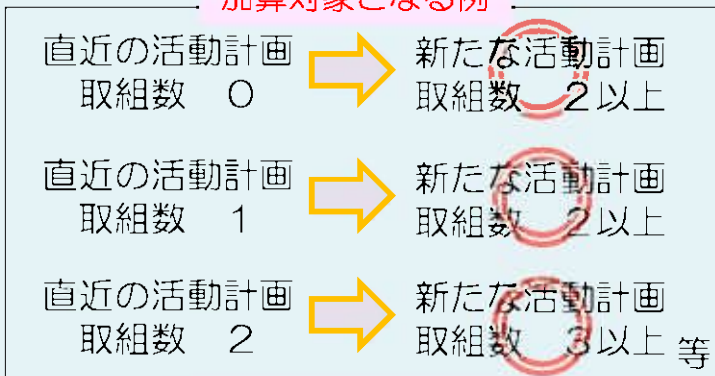 加算対象となる例
直近の活動計画
取組数 0
新たな活動計画
取組数 2以上
直近の活動計画
取組数 1
新たな活動計画
取組数 2以上
直近の活動計画
取組数 2
新たな活動計画
取組数 3以上 等